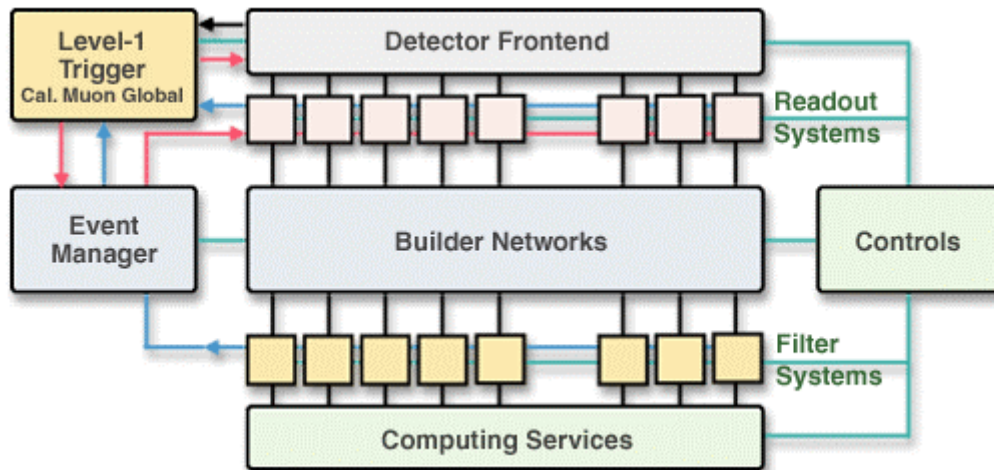 Level-1
Trigger
Cal. Muon Global
Detector Frontend
Readout
Systems
Event
Manager
Builder Networks
Controls
Filter
Systems
Computing Services